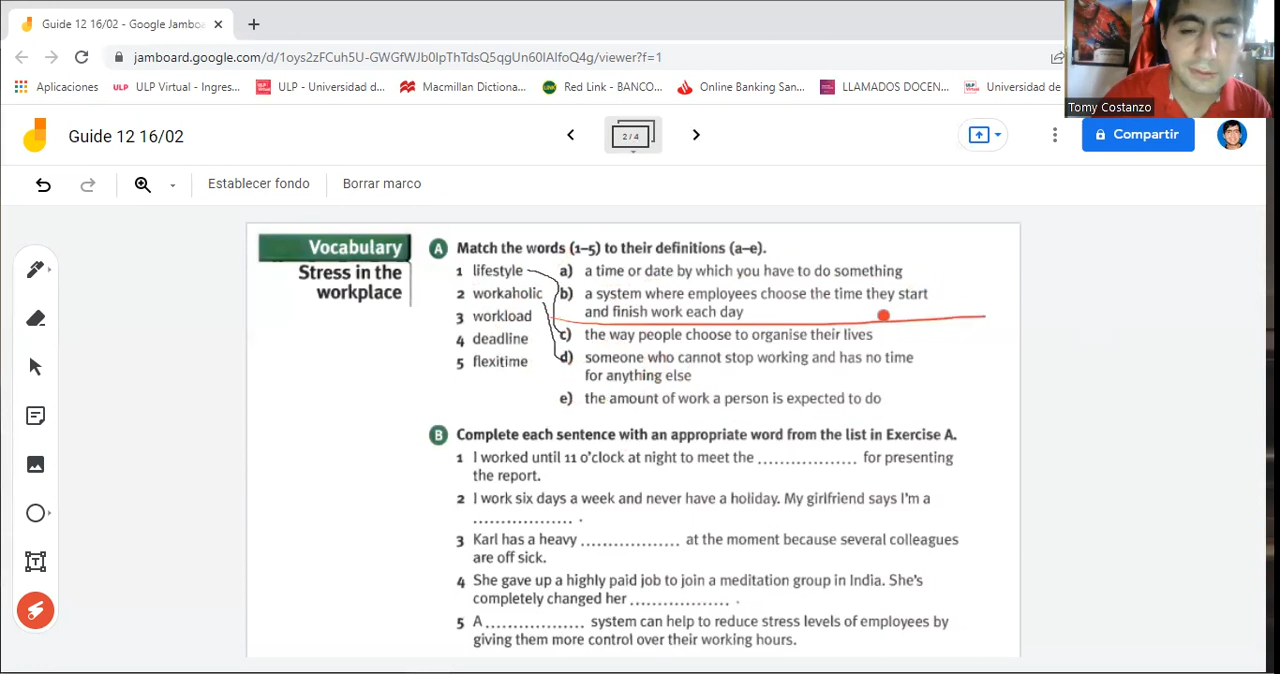 Guide 12 16/02 - Google Jambo
jamboard.google.com/d/1oys2zFCuh5U-GWGfWJb0IpThTdsQ5qgUn60IAlfoQ4g/viewer?f=1
Aplicaciones ULP Virtual - Ingres... ULP - Universidad d... Macmillan Dictiona... Red Link - BANCO... Online Banking San... LLAMADOS DOCEN... Universidad de
Tomy Costanzo
Guide 12 16/02
2 / 4
Compartir
Establecer fondo Borrar marco
Vocabulary
Stress in the
workplace
A Match the words (1–5) to their definitions (a–e).
1 lifestyle a) a time or date by which you have to do something
2 workaholic b) a system where employees choose the time they start
and finish work each day
3 workload
c) the way people choose to organise their lives
4 deadline
d) someone who cannot stop working and has no time
5 flexitime
for anything else
e) the amount of work a person is expected to do
B Complete each sentence with an appropriate word from the list in Exercise A.
1 I worked until 11 o'clock at night to meet the .................. for presenting
the report.
2 I work six days a week and never have a holiday. My girlfriend says I'm a
.................. .
3 Karl has a heavy .................. at the moment because several colleagues
are off sick.
4 She gave up a highly paid job to join a meditation group in India. She's
completely changed her .................. .
5 A .................. system can help to reduce stress levels of employees by
giving them more control over their working hours.